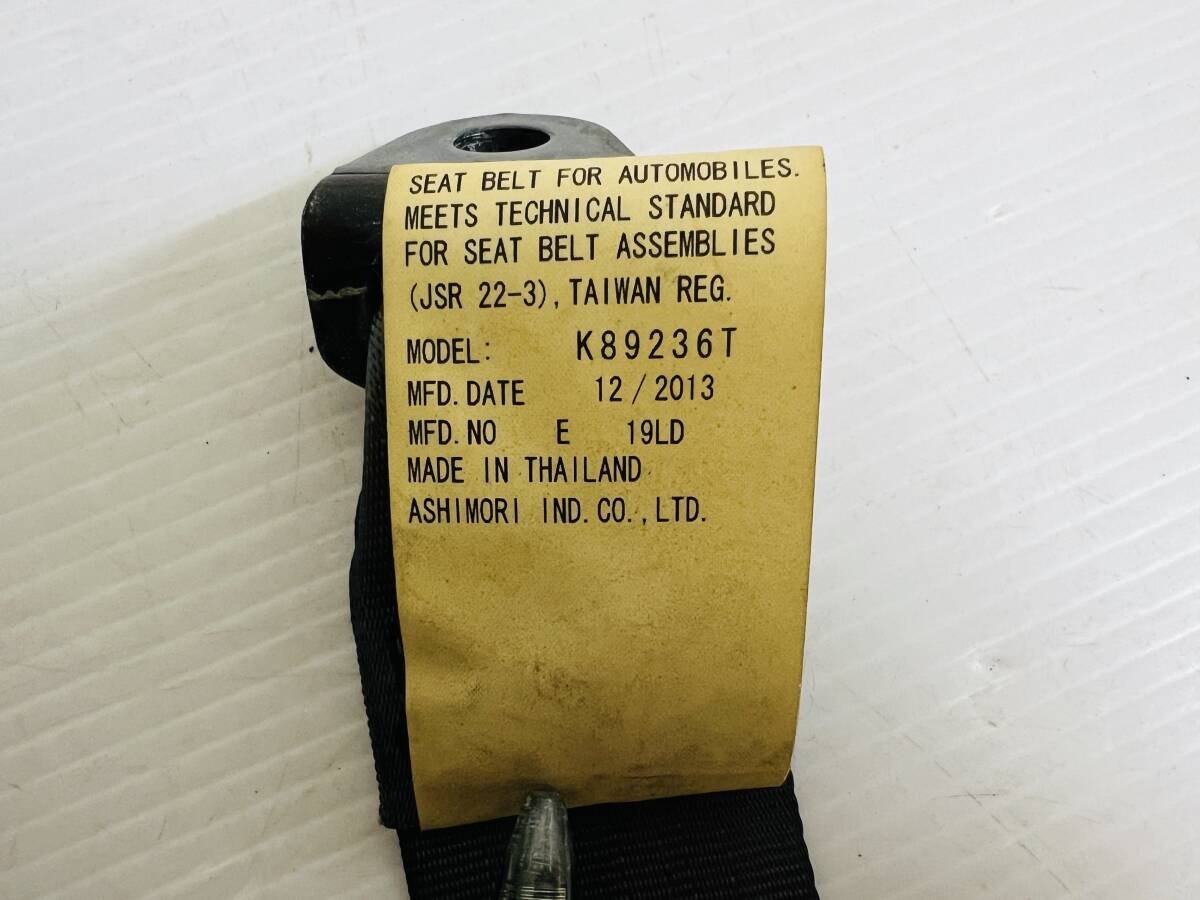 SEAT BELT FOR AUTOMOBILES.
MEETS TECHNICAL STANDARD
FOR SEAT BELT ASSEMBLIES
(JSR 22-3), TAIWAN REG.
MODEL: K89236T
MFD. DATE 12/2013
MFD. NO E 19LD
MADE IN THAILAND
ASHIMORI IND. CO., LTD.